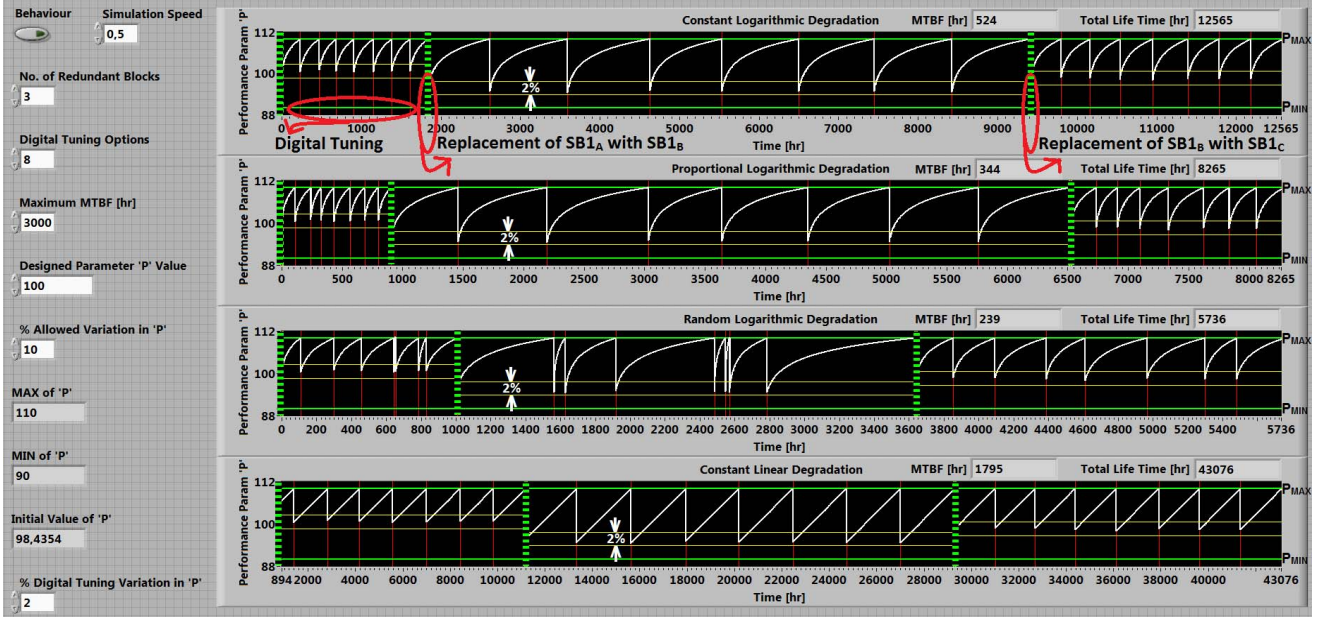 Behaviour Simulation Speed
0,5
No. of Redundant Blocks
3
Digital Tuning Options
8
Maximum MTBF [hr]
3000
Designed Parameter 'P' Value
100
% Allowed Variation in 'P'
10
MAX of 'P'
110
MIN of 'P'
90
Initial Value of 'P'
98,4354
% Digital Tuning Variation in 'P'
2
Constant Logarithmic Degradation MTBF [hr] 524 Total Life Time [hr] 12565
Performance Param 'P'
112
100
88
PMAX
PMIN
2%
0 1000 2000 3000 4000 5000 6000 7000 8000 9000 10000 11000 12000 12565
Digital Tuning Replacement of SB1A with SB1B Time [hr] Replacement of SB1B with SB1C
Proportional Logarithmic Degradation MTBF [hr] 344 Total Life Time [hr] 8265
Performance Param 'P'
112
100
88
PMAX
PMIN
2%
0 500 1000 1500 2000 2500 3000 3500 4000 4500 5000 5500 6000 6500 7000 7500 8000 8265
Time [hr]
Random Logarithmic Degradation MTBF [hr] 239 Total Life Time [hr] 5736
Performance Param 'P'
112
100
88
PMAX
PMIN
2%
0 200 400 600 800 1000 1200 1400 1600 1800 2000 2200 2400 2600 2800 3000 3200 3400 3600 3800 4000 4200 4400 4600 4800 5000 5200 5400 5736
Time [hr]
Constant Linear Degradation MTBF [hr] 1795 Total Life Time [hr] 43076
Performance Param 'P'
112
100
88
PMAX
PMIN
2%
894 2000 4000 6000 8000 10000 12000 14000 16000 18000 20000 22000 24000 26000 28000 30000 32000 34000 36000 38000 40000 43076
Time [hr]